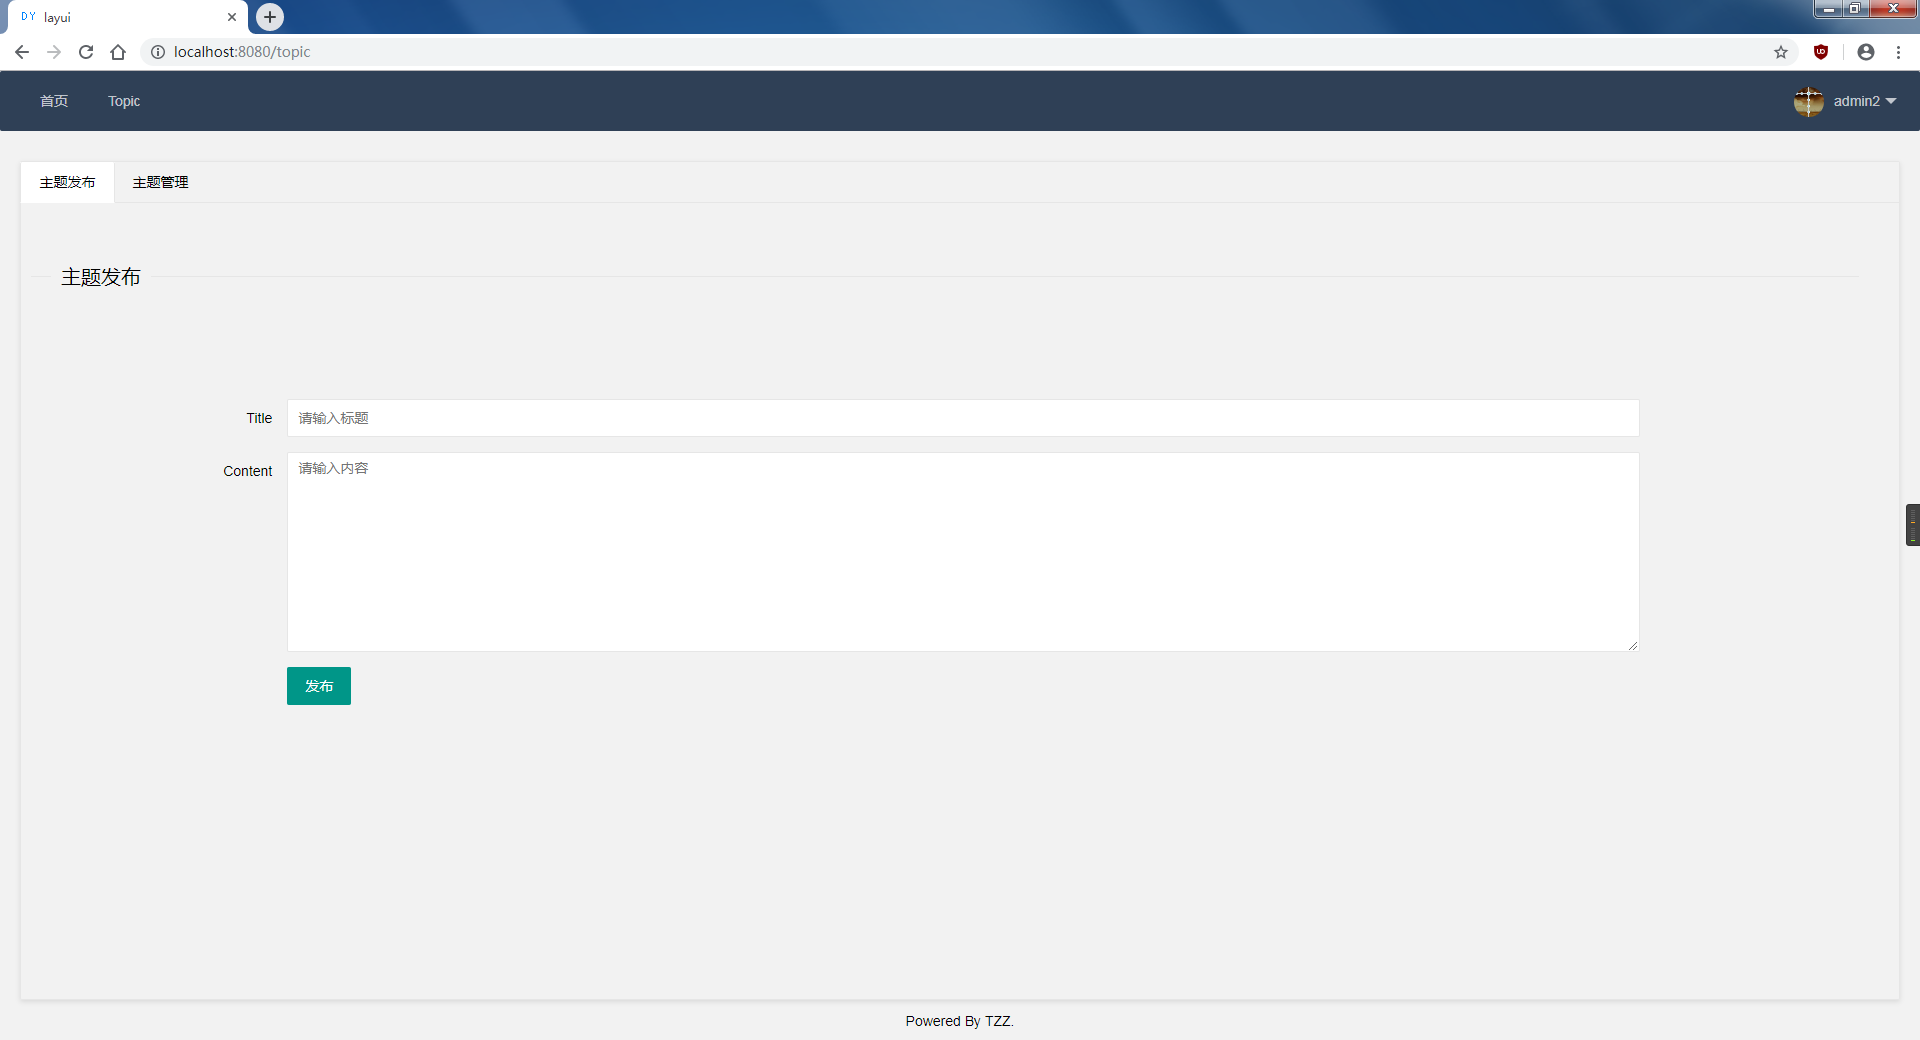 DY layui
localhost:8080/topic
首页 Topic admin2
主题发布 主题管理
主题发布
Title 请输入标题
Content 请输入内容
发布
Powered By TZZ.